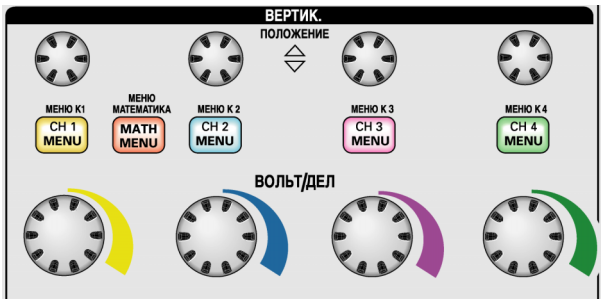 ВЕРТИК.
ПОЛОЖЕНИЕ
МЕНЮ К1
МЕНЮ
МАТЕМАТИКА
МЕНЮ К 2
МЕНЮ К 3
МЕНЮ К 4
CH 1
MENU
MATH
MENU
CH 2
MENU
CH 3
MENU
CH 4
MENU
ВОЛЬТ/ДЕЛ